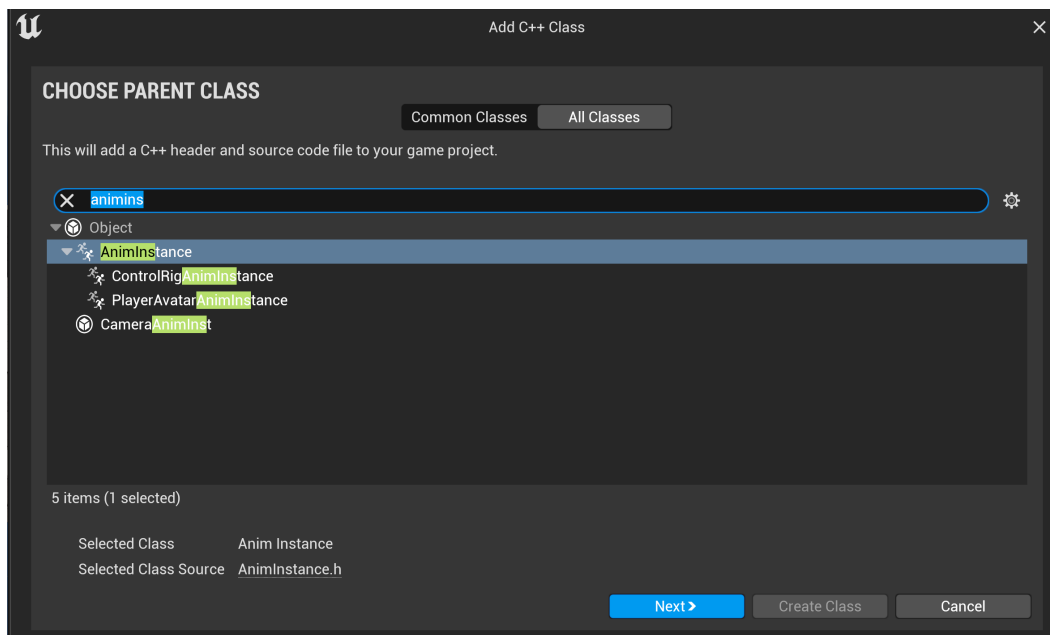 Add C++ Class
CHOOSE PARENT CLASS
Common Classes All Classes
This will add a C++ header and source code file to your game project.
animins
Object
AnimInstance
ControlRigAnimInstance
PlayerAvatarAnimInstance
CameraAnimInst
5 items (1 selected)
Selected Class Anim Instance
Selected Class Source AnimInstance.h
Next Create Class Cancel